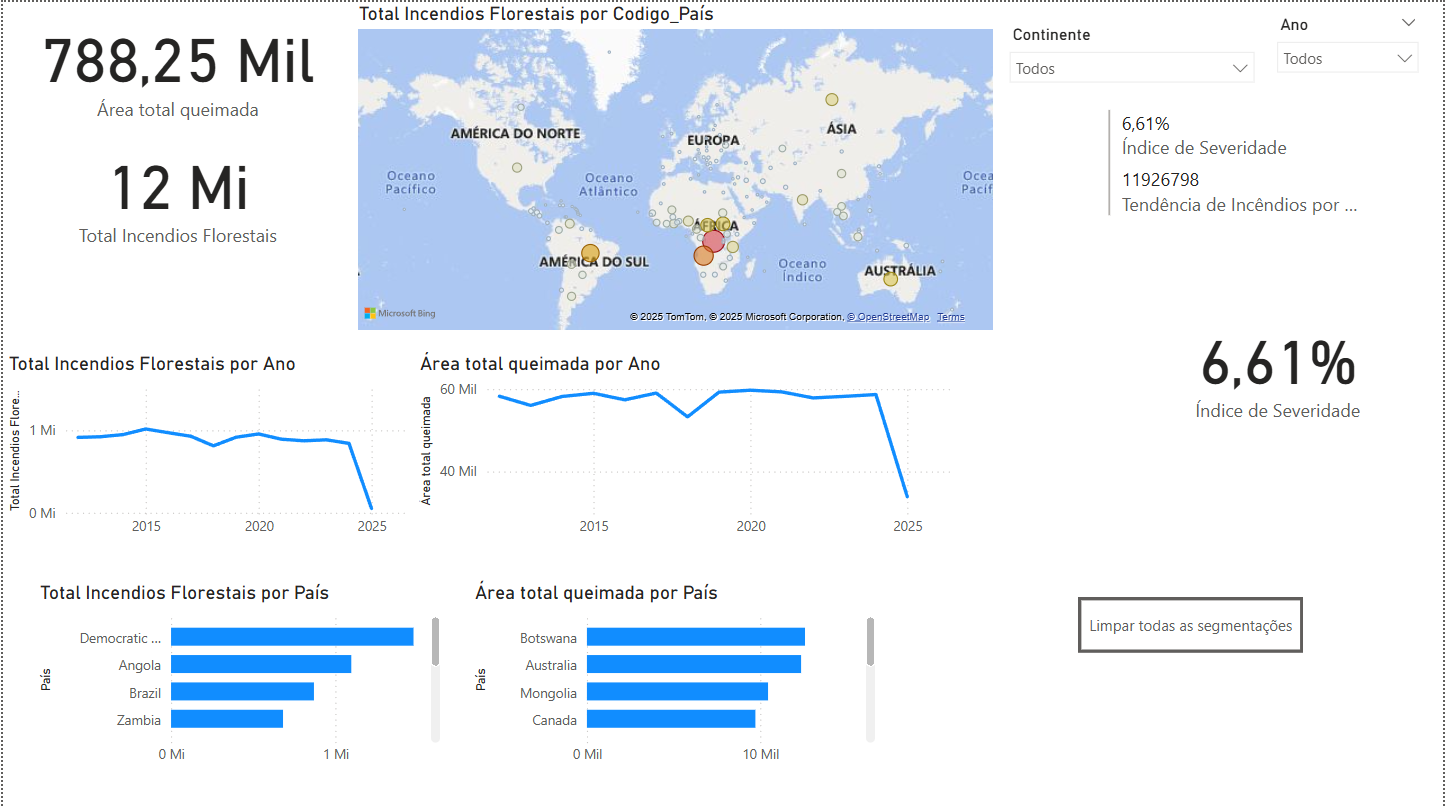 788,25 Mil
Área total queimada
12 Mi
Total Incendios Florestais
Total Incendios Florestais por Codigo_País
AMÉRICA DO NORTE
EUROPA
ÁSIA
Oceano
Pacífico
Oceano
Atlântico
Ocea
Pacíf
ÁFRICA
AMÉRICA DO SUL
Oceano
Índico
AUSTRÁLIA
Microsoft Bing
© 2025 TomTom, © 2025 Microsoft Corporation, © OpenStreetMap Terms
Continente
Todos
Ano
Todos
6,61%
Índice de Severidade
11926798
Tendência de Incêndios por ...
6,61%
Índice de Severidade
Total Incendios Florestais por Ano
Total Incendios Flore...
1 Mi
0 Mi
2015
2020
2025
Área total queimada por Ano
Área total queimada
60 Mil
40 Mil
2015
2020
2025
Total Incendios Florestais por País
País
Democratic ...
Angola
Brazil
Zambia
0 Mi
1 Mi
Área total queimada por País
País
Botswana
Australia
Mongolia
Canada
0 Mil
10 Mil
Limpar todas as segmentações